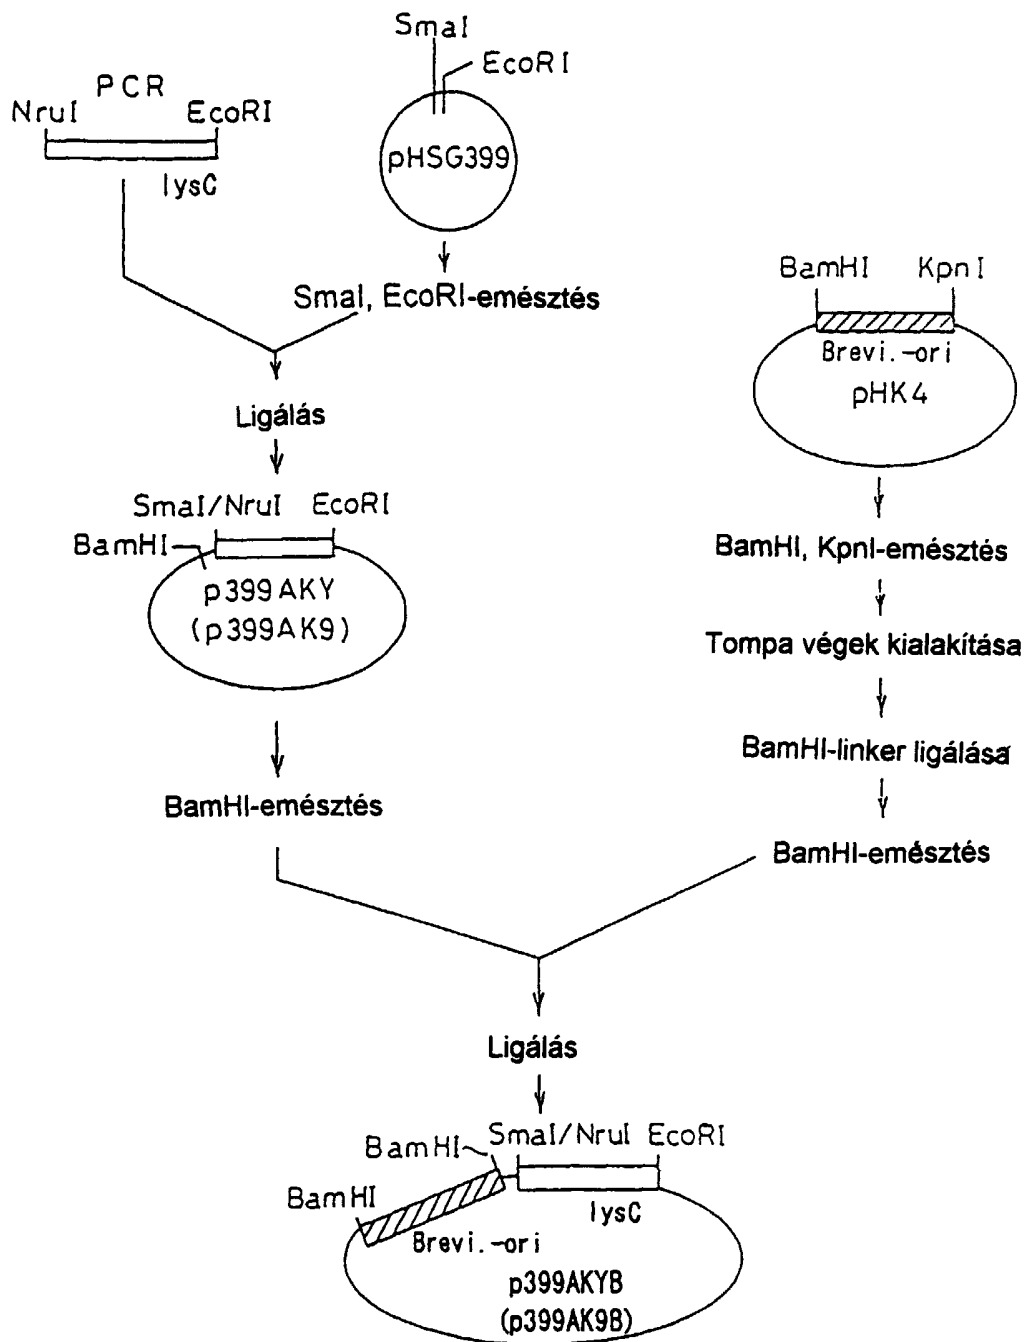 PCR
NruI EcoRI
lysC
SmaI
EcoRI
pHSG399
SmaI, EcoRI-emésztés
Ligálás
SmaI/NruI EcoRI
BamHI
p399AKY
(p399AK9)
BamHI-emésztés
BamHI KpnI
Brevi.-ori
pHK4
BamHI, KpnI-emésztés
Tompa végek kialakítása
BamHI-linker ligálása
BamHI-emésztés
Ligálás
BamHI SmaI/NruI EcoRI
BamHI
lysC
Brevi.-ori
p399AKYB
(p399AK9B)